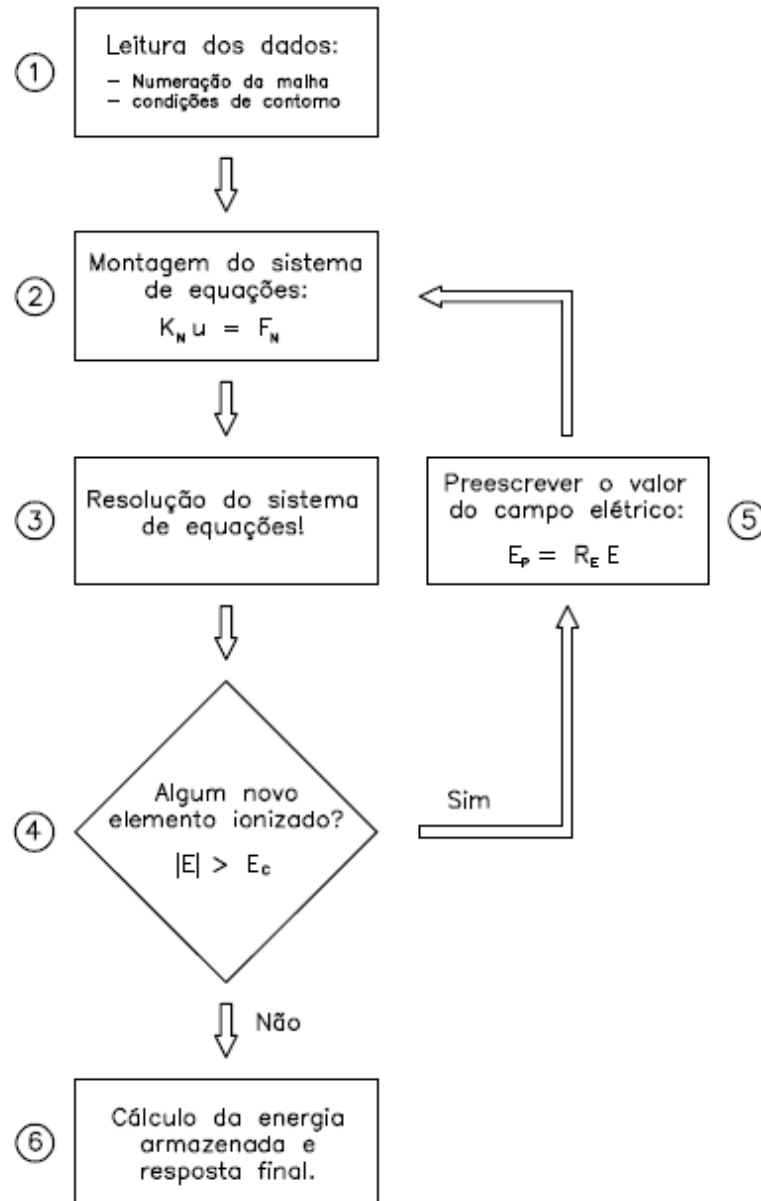 1
Leitura dos dados:
– Numeração da malha
– condições de contorno
2
Montagem do sistema
de equações:
K_N u = F_N
3
Resolução do sistema
de equações!
Preescrever o valor
do campo elétrico:
E_P = R_E E
5
4
Algum novo
elemento ionizado?
|E| > E_C
Sim
Não
6
Cálculo da energia
armazenada e
resposta final.